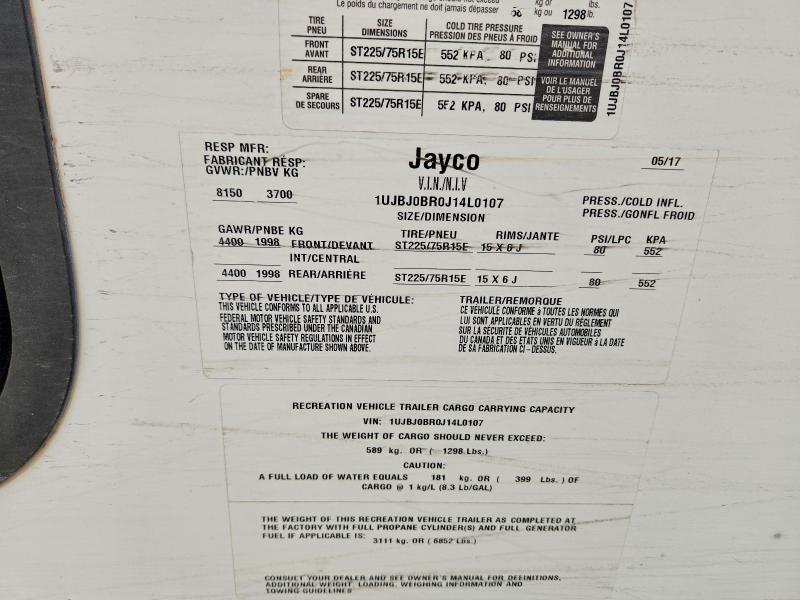 Le poids du chargement ne doit jamais dépasser kg ou 1298 lb.
TIRE PNEU SIZE DIMENSIONS COLD TIRE PRESSURE PRESSION DES PNEUS À FROID
FRONT AVANT ST225/75R15E 552 KPA, 80 PSI
REAR ARRIÈRE ST225/75R15E 552 KPA, 80 PSI
SPARE DE SECOURS ST225/75R15E 552 KPA, 80 PSI
SEE OWNER'S
MANUAL FOR
ADDITIONAL
INFORMATION
VOIR LE MANUEL
DE L'USAGER
POUR PLUS DE
RENSEIGNEMENTS
1UJBJ0BR0J14L0107
RESP MFR:
FABRICANT RESP:
GVWR:/PNBV KG
8150 3700
Jayco
05/17
V.I.N./N.I.V
1UJBJ0BR0J14L0107
SIZE/DIMENSION
PRESS./COLD INFL.
PRESS./GONFL FROID
GAWR/PNBE KG TIRE/PNEU RIMS/JANTE PSI/LPC KPA
4400 1998 FRONT/DEVANT ST225/75R15E 15 X 6 J 80 552
INT/CENTRAL
4400 1998 REAR/ARRIÈRE ST225/75R15E 15 X 6 J 80 552
TYPE OF VEHICLE/TYPE DE VÉHICULE:
THIS VEHICLE CONFORMS TO ALL APPLICABLE U.S.
FEDERAL MOTOR VEHICLE SAFETY STANDARDS AND
STANDARDS PRESCRIBED UNDER THE CANADIAN
MOTOR VEHICLE SAFETY REGULATIONS IN EFFECT
ON THE DATE OF MANUFACTURE SHOWN ABOVE.
TRAILER/REMORQUE
CE VÉHICULE CONFORME à TOUTES LES NORMES QUI
LUI SONT APPLICABLES EN VERTU DU RÈGLEMENT
SUR LA SÉCURITÉ DE VÉHICULES AUTOMOBILES
DU CANADA ET DES ETATS UNIS EN VIGUEUR à LA DATE
DE SA FABRICATION CI-DESSUS.
RECREATION VEHICLE TRAILER CARGO CARRYING CAPACITY
VIN: 1UJBJ0BR0J14L0107
THE WEIGHT OF CARGO SHOULD NEVER EXCEED:
589 kg. OR ( 1298 Lbs.)
CAUTION:
A FULL LOAD OF WATER EQUALS 181 kg. OR ( 399 Lbs. ) OF
CARGO @ 1 kg/L (8.3 Lb/GAL)
THE WEIGHT OF THIS RECREATION VEHICLE TRAILER AS COMPLETED AT
THE FACTORY WITH FULL PROPANE CYLINDER(S) AND FULL GENERATOR
FUEL IF APPLICABLE IS: 3111 kg. OR ( 6852 Lbs.)
CONSULT YOUR DEALER AND SEE OWNER'S MANUAL FOR DEFINITIONS,
ADDITIONAL WEIGHT, LOADING, WEIGHING INFORMATION AND
TOWING GUIDELINES